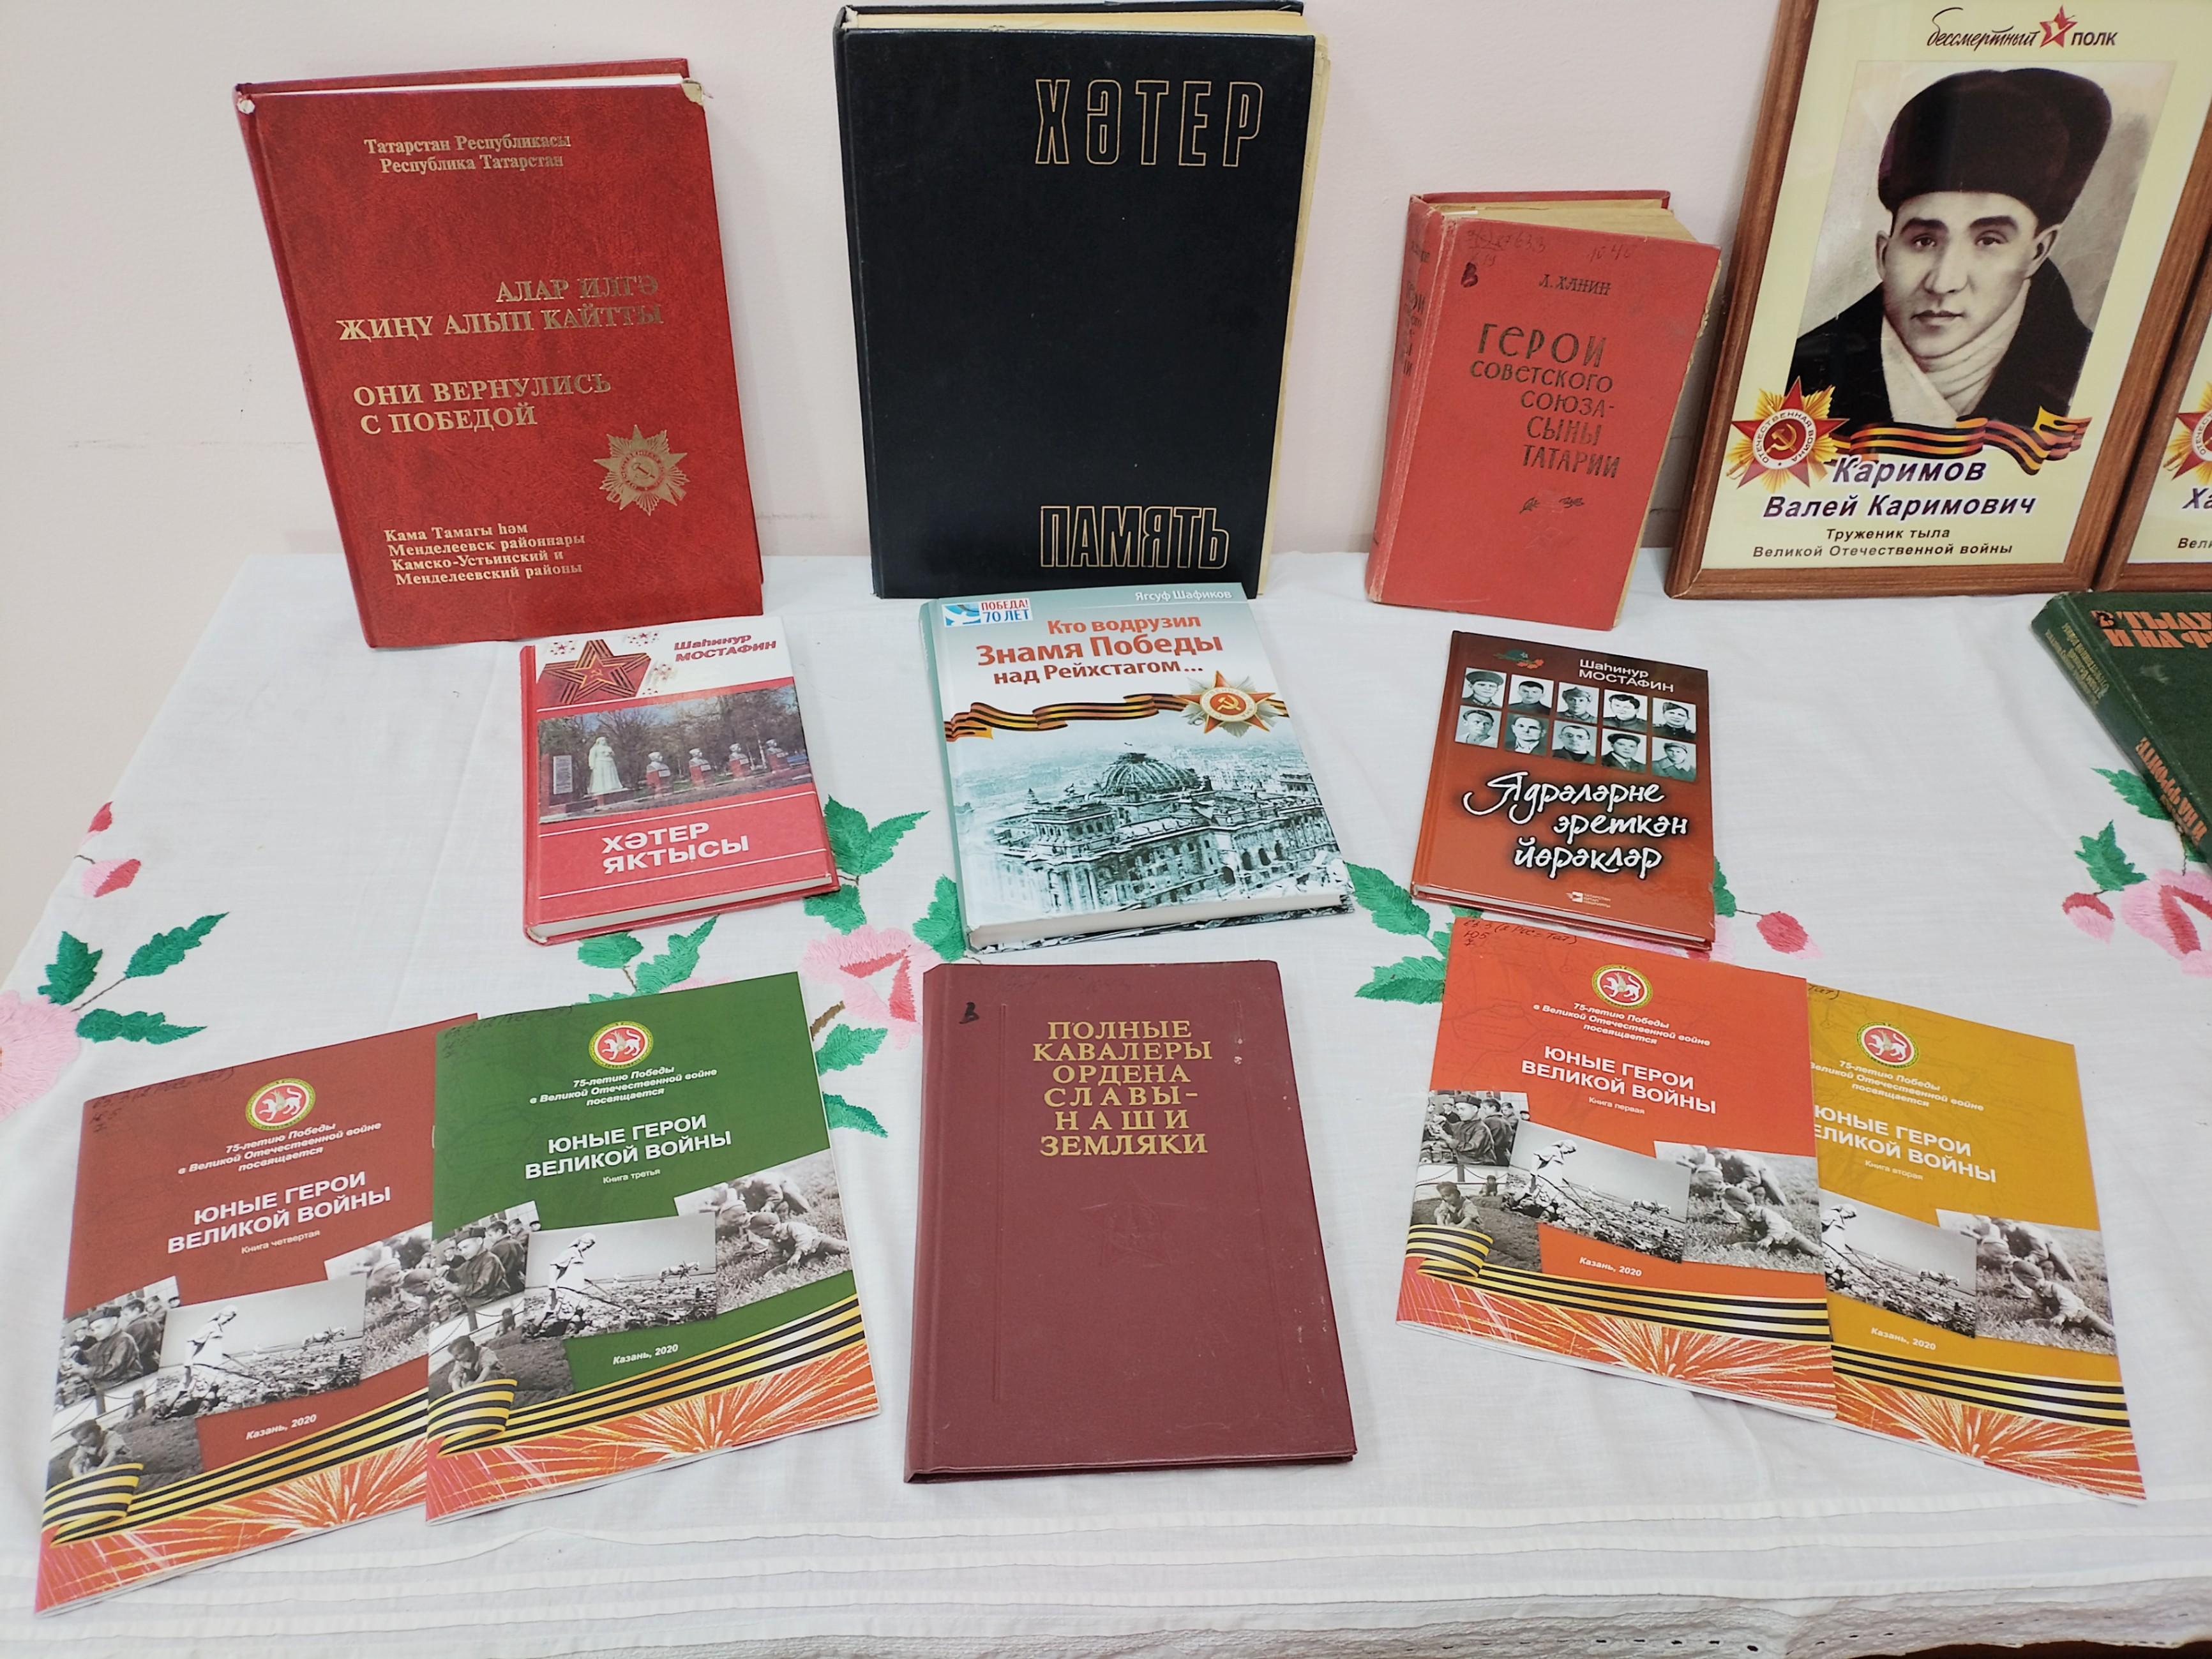 Татарстан Республикасы
Республика Татарстан
АЛАР ИЛГӘ
ҖИҢҮ АЛЫП КАЙТТЫ
ОНИ ВЕРНУЛИСЬ
С ПОБЕДОЙ
Кама Тамагы һәм
Менделеевск районнары
Камско-Устьинский и
Менделеевский районы
ХӘТЕР
ПАМЯТЬ
Л. ХАНИН
ГЕРОИ
СОВЕТСКОГО
СОЮЗА-
СЫНЫ
ТАТАРИИ
бессмертный ПОЛК
ОТЕЧЕСТВЕННАЯ ВОЙНА
Каримов
Валей Каримович
Труженик тыла
Великой Отечественной войны
Шаһинур
МОСТАФИН
ХӘТЕР
ЯКТЫСЫ
ПОБЕДА!
70 ЛЕТ
Ягсуф Шафиков
Кто водрузил
Знамя Победы
над Рейхстагом...
Шаһинур
МОСТАФИН
Ядрәләрне
эреткән
йөрәкләр
75-летию Победы
в Великой Отечественной войне
посвящается
ЮНЫЕ ГЕРОИ
ВЕЛИКОЙ ВОЙНЫ
Книга четвертая
Казань, 2020
75-летию Победы
в Великой Отечественной войне
посвящается
ЮНЫЕ ГЕРОИ
ВЕЛИКОЙ ВОЙНЫ
Книга третья
Казань, 2020
В
ПОЛНЫЕ
КАВАЛЕРЫ
ОРДЕНА
СЛАВЫ-
НАШИ
ЗЕМЛЯКИ
75-летию Победы
в Великой Отечественной войне
посвящается
ЮНЫЕ ГЕРОИ
ВЕЛИКОЙ ВОЙНЫ
Книга первая
Казань, 2020
75-летию Победы
Великой Отечественной войне
посвящается
ЮНЫЕ ГЕРОИ
ЕЛИКОЙ ВОЙНЫ
Книга вторая
Казань, 2020